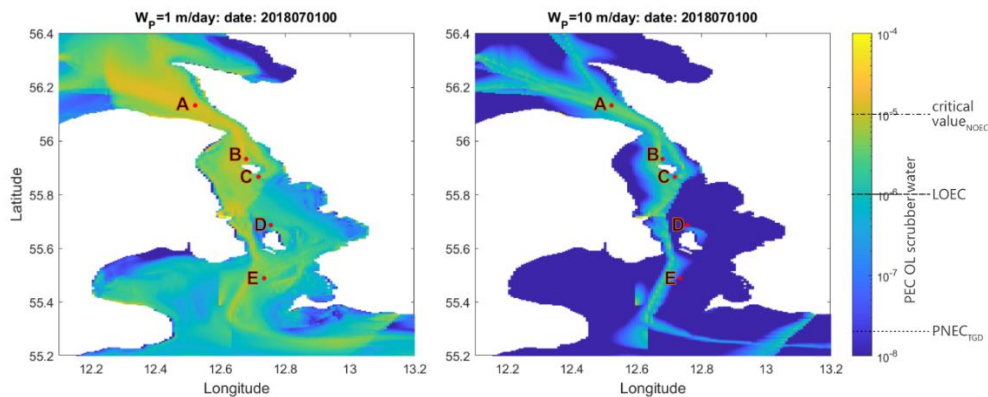 W_P=1 m/day: date: 2018070100
56.4
56.2
56
55.8
55.6
55.4
55.2
Latitude
A
B
C
D
E
12.2
12.4
12.6
12.8
13
13.2
Longitude
W_P=10 m/day: date: 2018070100
56.4
56.2
56
55.8
55.6
55.4
55.2
A
B
C
D
E
12.2
12.4
12.6
12.8
13
13.2
Longitude
10^-4
10^-5
10^-6
10^-7
10^-8
PEC OL scrubber water
critical
value_NOEC
LOEC
PNEC_TGD